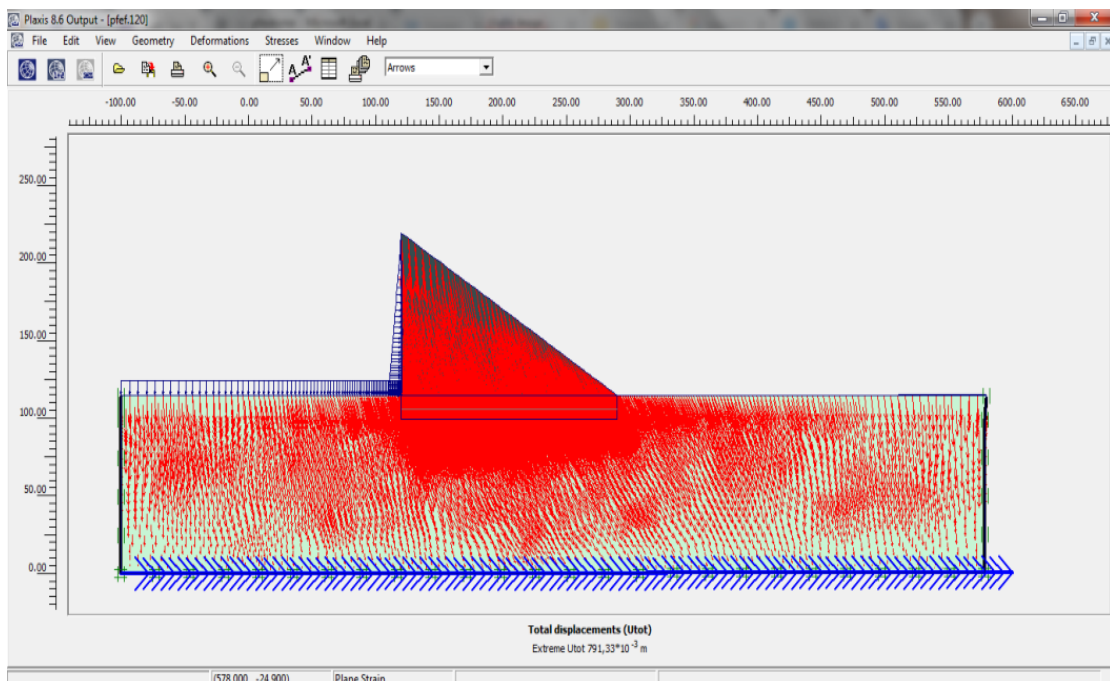 Plaxis 8.6 Output - [pfef.120]
File Edit View Geometry Deformations Stresses Window Help
Arrows
-100.00 -50.00 0.00 50.00 100.00 150.00 200.00 250.00 300.00 350.00 400.00 450.00 500.00 550.00 600.00 650.00
250.00
200.00
150.00
100.00
50.00
0.00
Total displacements (Utot)
Extreme Utot 791,33*10 -3 m
(578.000, -24.900) Plane Strain